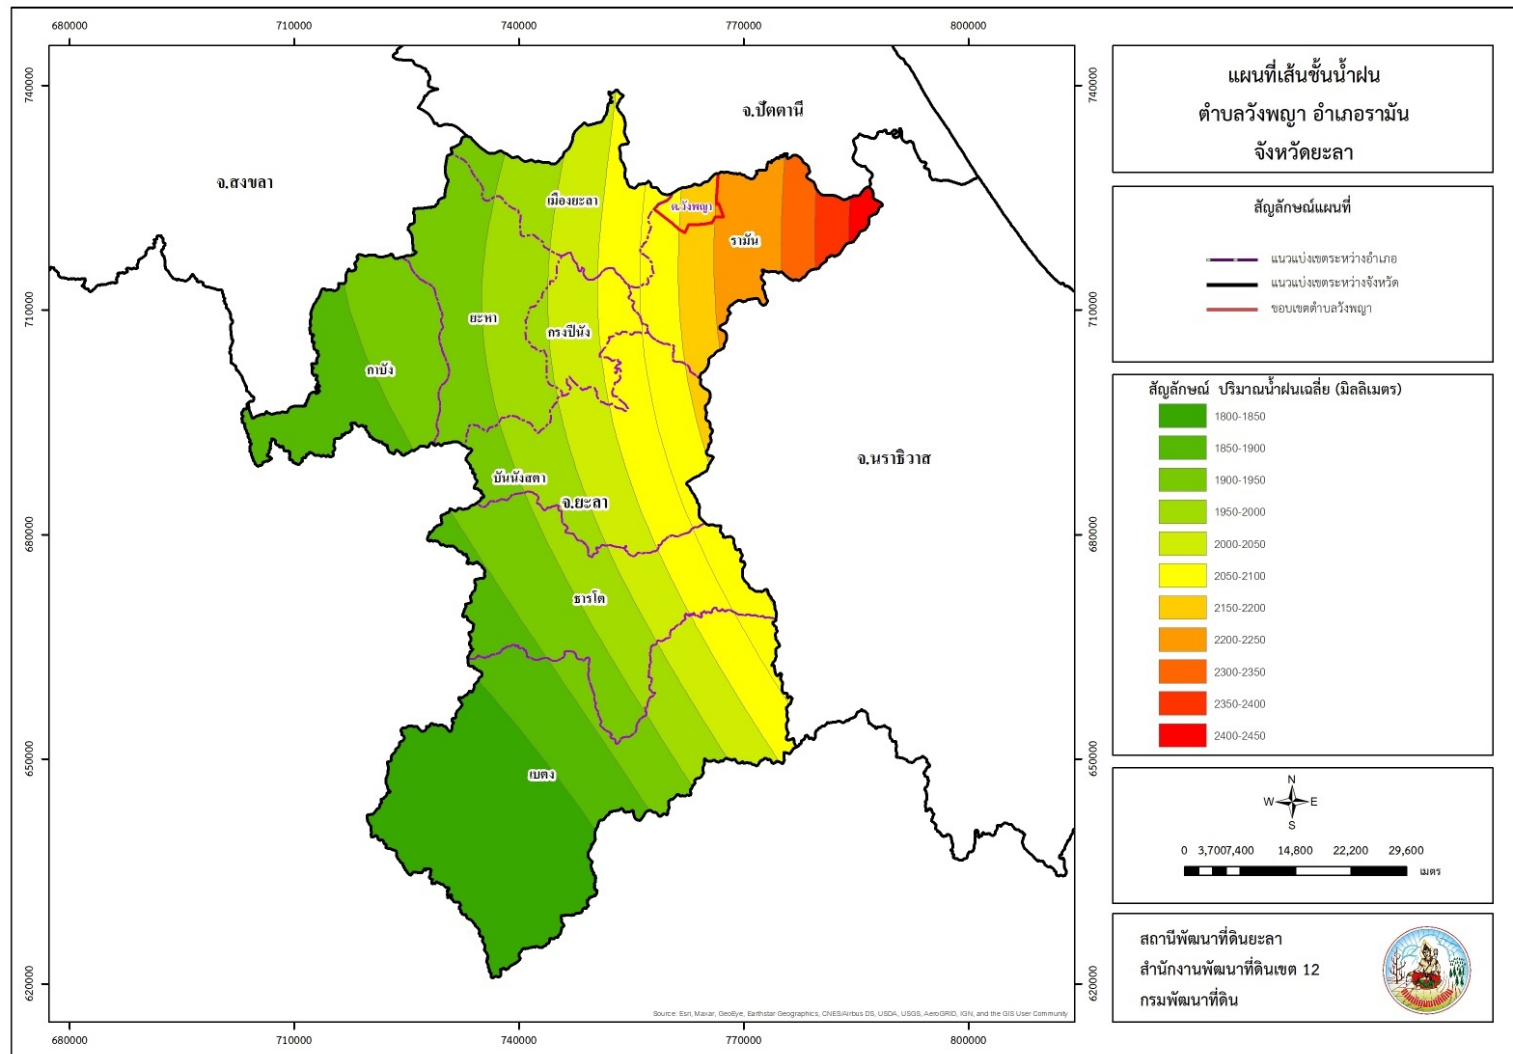 680000 710000 740000 770000 800000
740000 740000
แผนที่เส้นชั้นน้ำฝน
ตำบลวังพญา อำเภอรามัน
จังหวัดยะลา
จ.ปัตตานี
จ.สงขลา
เมืองยะลา
ต.วังพญา
รามัน
สัญลักษณ์แผนที่
แนวแบ่งเขตระหว่างอำเภอ
แนวแบ่งเขตระหว่างจังหวัด
ขอบเขตตำบลวังพญา
710000 710000
ยะหา
กรงปีนัง
กาบัง
จ.นราธิวาส
บันนังสตา
จ.ยะลา
สัญลักษณ์ ปริมาณน้ำฝนเฉลี่ย (มิลลิเมตร)
1800-1850
1850-1900
1900-1950
1950-2000
2000-2050
2050-2100
2150-2200
2200-2250
2300-2350
2350-2400
2400-2450
680000 680000
ธารโต
650000 650000
เบตง
N
W E
S
0 3,7007,400 14,800 22,200 29,600
เมตร
สถานีพัฒนาที่ดินยะลา
สำนักงานพัฒนาที่ดินเขต 12
กรมพัฒนาที่ดิน
620000 620000
Source: Esri, Maxar, GeoEye, Earthstar Geographics, CNES/Airbus DS, USDA, USGS, AeroGRID, IGN, and the GIS User Community
680000 710000 740000 770000 800000